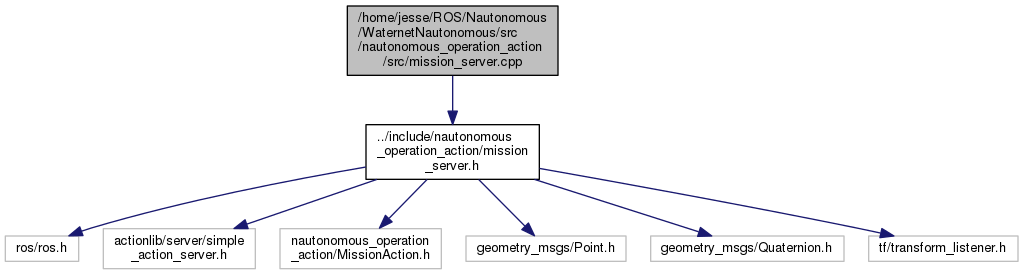 /home/jesse/ROS/Nautonomous
/WaternetNautonomous/src
/nautonomous_operation_action
/src/mission_server.cpp
../include/nautonomous
_operation_action/mission
_server.h
ros/ros.h
actionlib/server/simple
_action_server.h
nautonomous_operation
_action/MissionAction.h
geometry_msgs/Point.h
geometry_msgs/Quaternion.h
tf/transform_listener.h